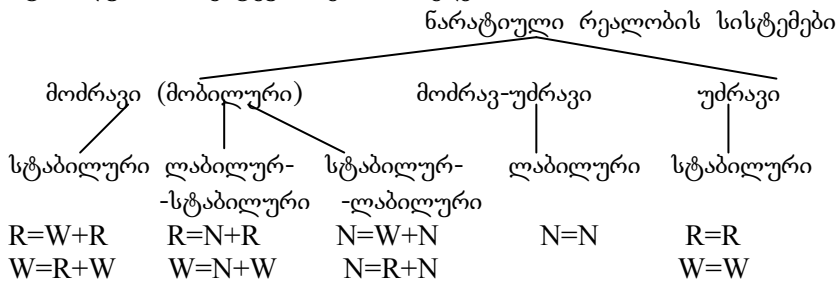 ნარატიული რეალობის სისტემები
მოძრავი (მობილური) მოძრავ-უძრავი უძრავი
სტაბილური ლაბილურ- სტაბილურ- ლაბილური სტაბილური
-სტაბილური -ლაბილური
R=W+R R=N+R N=W+N N=N R=R
W=R+W W=N+W N=R+N W=W